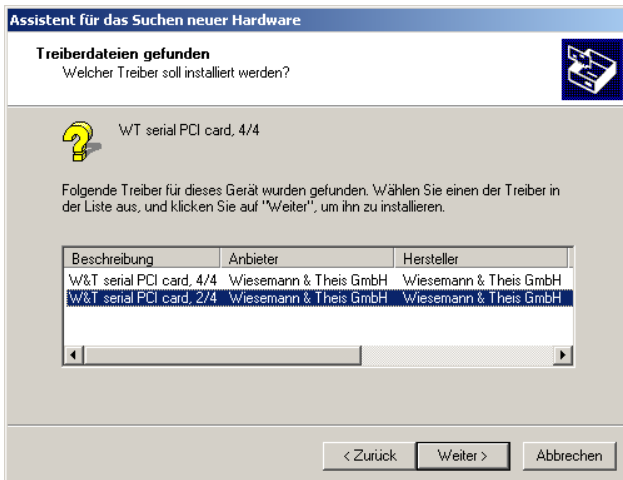 Assistent für das Suchen neuer Hardware
Treiberdateien gefunden
Welcher Treiber soll installiert werden?
WT serial PCI card, 4/4
Folgende Treiber für dieses Gerät wurden gefunden. Wählen Sie einen der Treiber in
der Liste aus, und klicken Sie auf "Weiter", um ihn zu installieren.
Beschreibung Anbieter Hersteller
W&T serial PCI card, 4/4 Wiesemann & Theis GmbH Wiesemann & Theis GmbH
W&T serial PCI card, 2/4 Wiesemann & Theis GmbH Wiesemann & Theis GmbH
< Zurück Weiter > Abbrechen